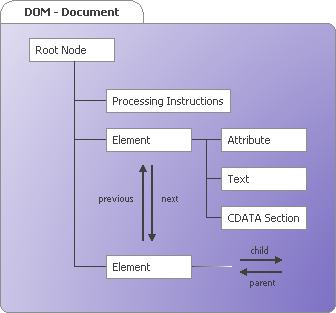 DOM - Document
Root Node
Processing Instructions
Element
Attribute
Text
CDATA Section
previous
next
Element
child
parent